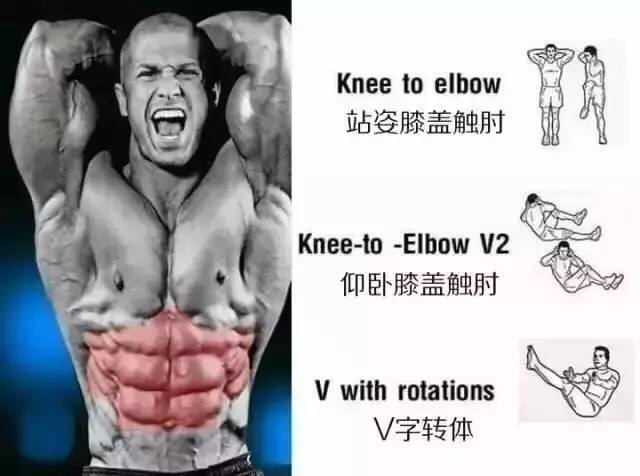 Knee to elbow
站姿膝盖触肘
Knee-to -Elbow V2
仰卧膝盖触肘
V with rotations
V字转体